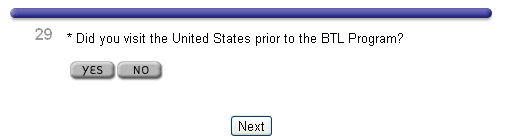 29 * Did you visit the United States prior to the BTL Program?
YES NO
Next